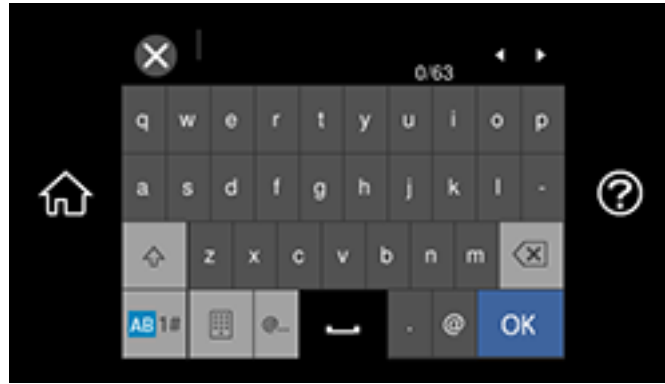 0/63
q w e r t y u i o p
a s d f g h j k l -
z x c v b n m
AB 1# @... . @ OK